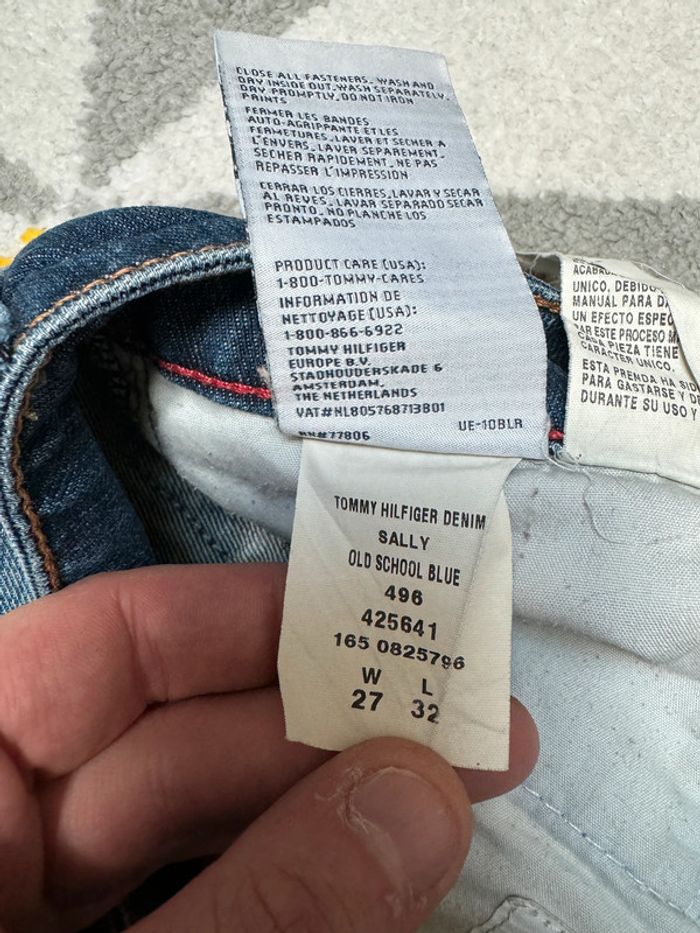 CLOSE ALL FASTENERS. WASH AND
DRY INSIDE OUT. WASH SEPARATELY.
DRY PROMPTLY. DO NOT IRON
PRINTS
FERMER LES BANDES
AUTO-AGRIPPANTE ET LES
FERMETURES. LAVER ET SECHER A
L'ENVERS. LAVER SEPAREMENT.
SECHER RAPIDEMENT. NE PAS
REPASSER L'IMPRESSION
CERRAR LOS CIERRES. LAVAR Y SECAR
AL REVES. LAVAR SEPARADO SECAR
PRONTO. NO PLANCHE LOS
ESTAMPADOS
PRODUCT CARE (USA):
1-800-TOMMY-CARES
INFORMATION DE
NETTOYAGE (USA):
1-800-866-6922
TOMMY HILFIGER
EUROPE B.V.
STADHOUDERSKADE 6
AMSTERDAM,
THE NETHERLANDS
VAT#NL805768713B01
RN#77806
UE-10BLR
TOMMY HILFIGER DENIM
SALLY
OLD SCHOOL BLUE
496
425641
165 0825796
W L
27 32
UNICO, DEBIDO
MANUAL PARA
UN EFECTO
ESTE PROCESO
CADA PIEZA TIENE
CARACTER UNICO.
ESTA PRENDA HA
PARA GASTARSE Y
DURANTE SU USO Y